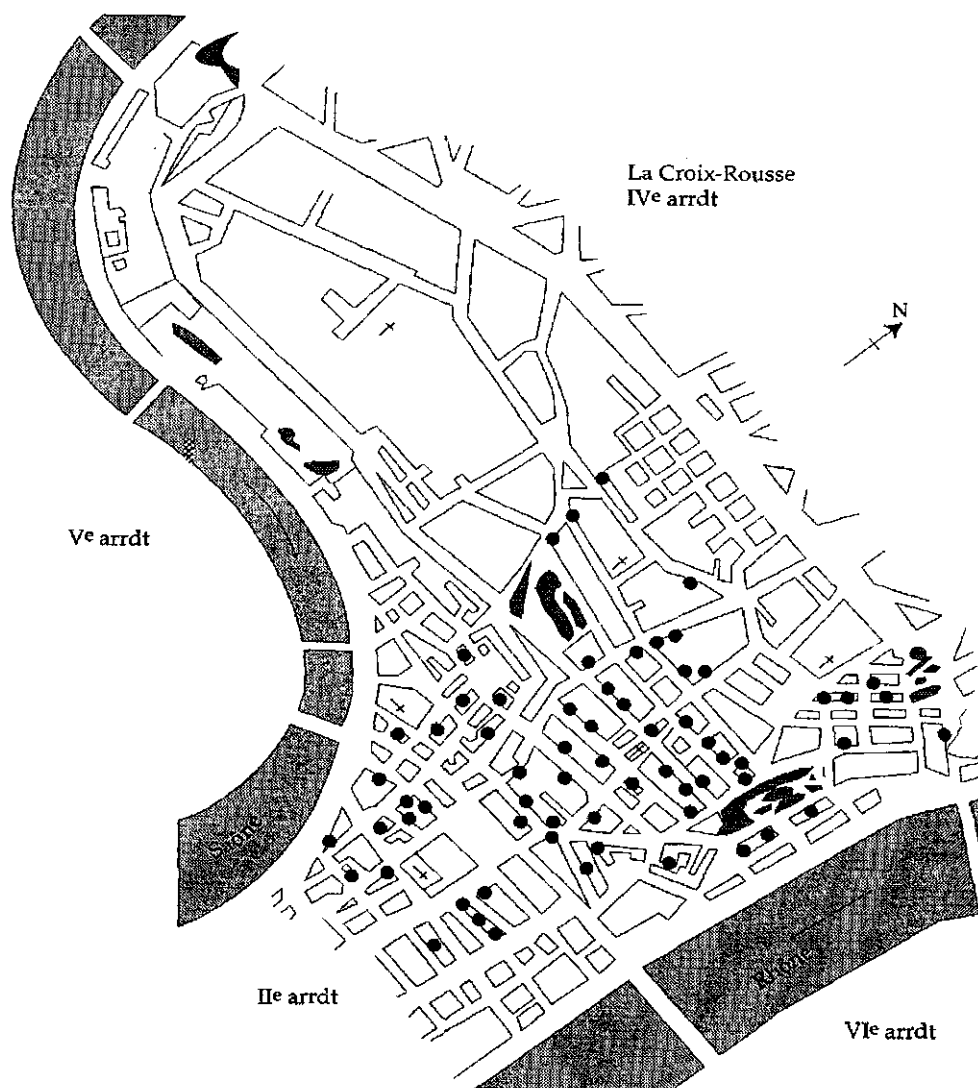 La Croix-Rousse
IVe arrdt
N
Ve arrdt
Saône
Rhône
IIe arrdt
VIe arrdt